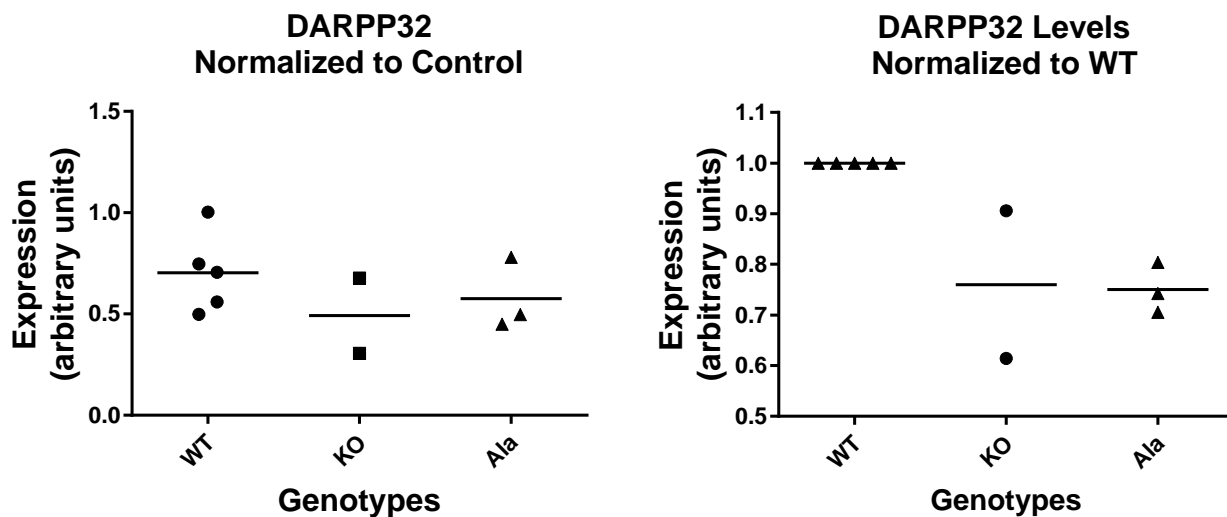 DARPP32
Normalized to Control
Expression
(arbitrary units)
1.5
1.0
0.5
0.0
WT
KO
Ala
Genotypes
DARPP32 Levels
Normalized to WT
Expression
(arbitrary units)
1.1
1.0
0.9
0.8
0.7
0.6
0.5
WT
KO
Ala
Genotypes